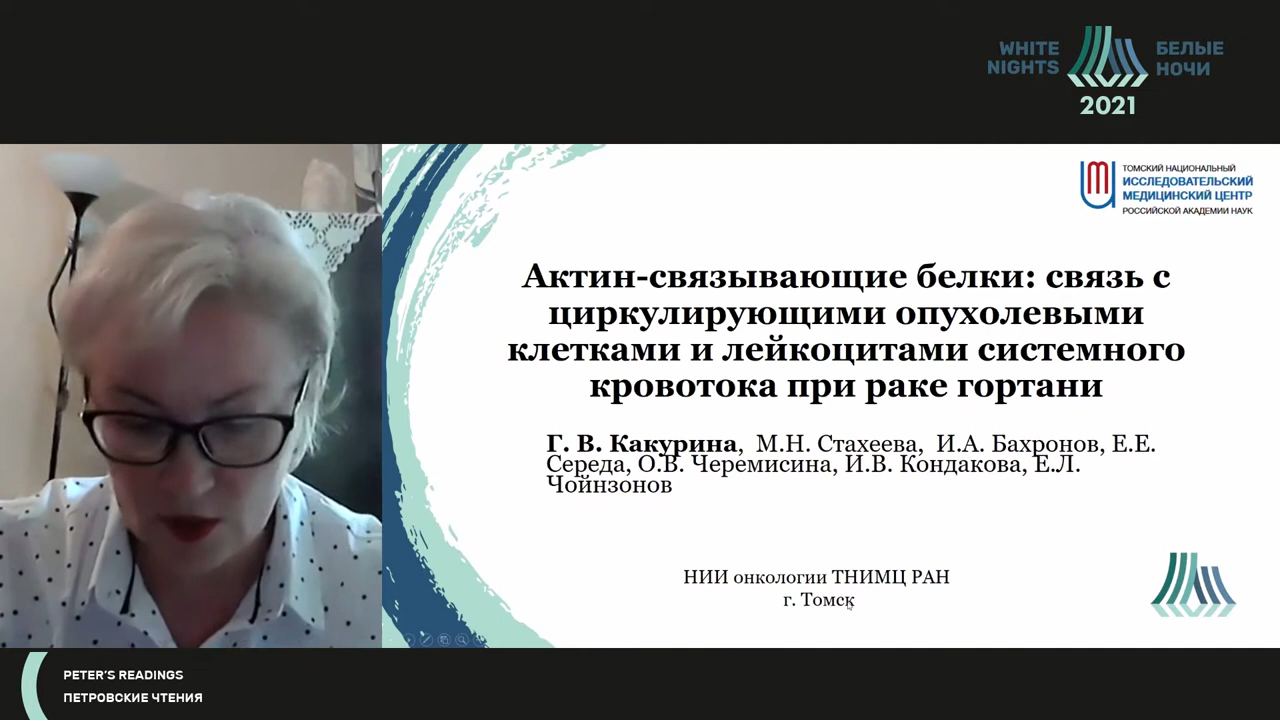 WHITE NIGHTS
БЕЛЫЕ НОЧИ
2021
ТОМСКИЙ НАЦИОНАЛЬНЫЙ
ИССЛЕДОВАТЕЛЬСКИЙ
МЕДИЦИНСКИЙ ЦЕНТР
РОССИЙСКОЙ АКАДЕМИИ НАУК
Актин-связывающие белки: связь с
циркулирующими опухолевыми
клетками и лейкоцитами системного
кровотока при раке гортани
Г. В. Какурина, М.Н. Стахеева, И.А. Бахронов, Е.Е.
Середа, О.В. Черемисина, И.В. Кондакова, Е.Л.
Чойнзонов
НИИ онкологии ТНИМЦ РАН
г. Томск
PETER'S READINGS
ПЕТРОВСКИЕ ЧТЕНИЯ